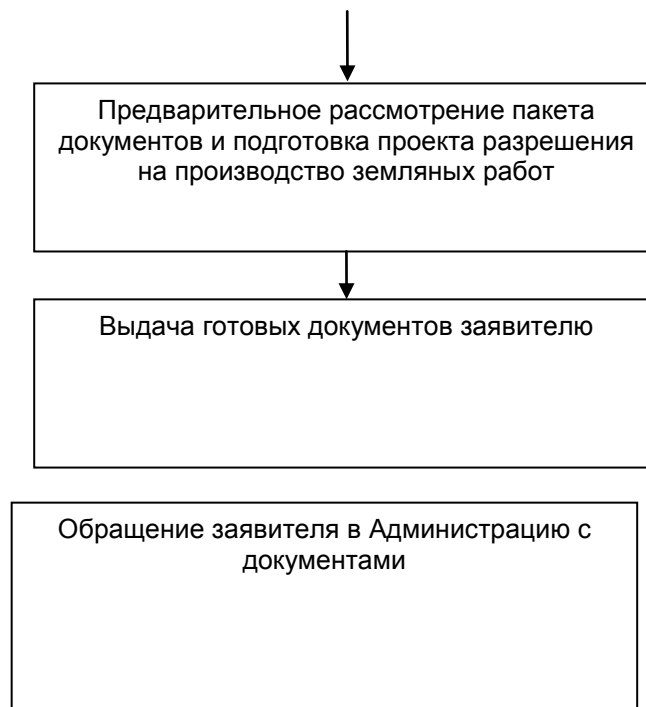 Предварительное рассмотрение пакета
документов и подготовка проекта разрешения
на производство земляных работ
Выдача готовых документов заявителю
Обращение заявителя в Администрацию с
документами